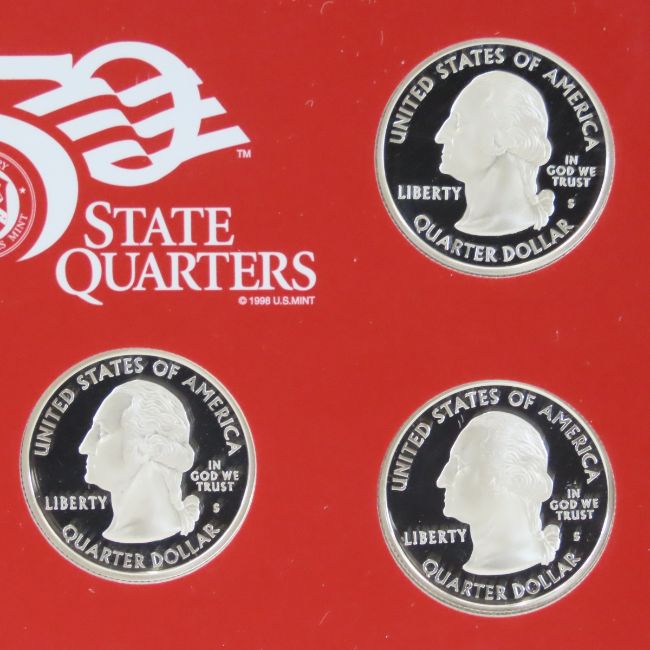 50
TM
STATE
QUARTERS
© 1998 U.S.MINT
MINT
UNITED STATES OF AMERICA
LIBERTY
IN
GOD WE
TRUST
S
QUARTER DOLLAR
UNITED STATES OF AMERICA
LIBERTY
IN
GOD WE
TRUST
S
QUARTER DOLLAR
UNITED STATES OF AMERICA
LIBERTY
IN
GOD WE
TRUST
S
QUARTER DOLLAR